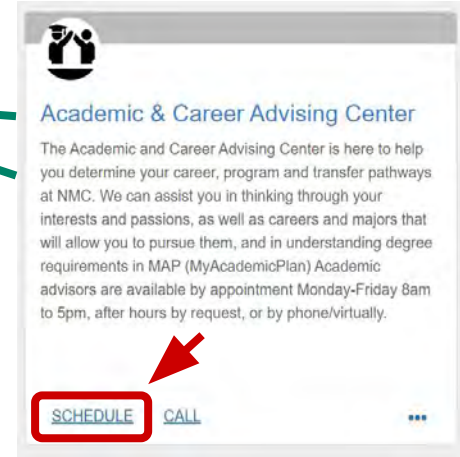 Academic & Career Advising Center
The Academic and Career Advising Center is here to help
you determine your career, program and transfer pathways
at NMC. We can assist you in thinking through your
interests and passions, as well as careers and majors that
will allow you to pursue them, and in understanding degree
requirements in MAP (MyAcademicPlan) Academic
advisors are available by appointment Monday-Friday 8am
to 5pm, after hours by request, or by phone/virtually.
SCHEDULE CALL